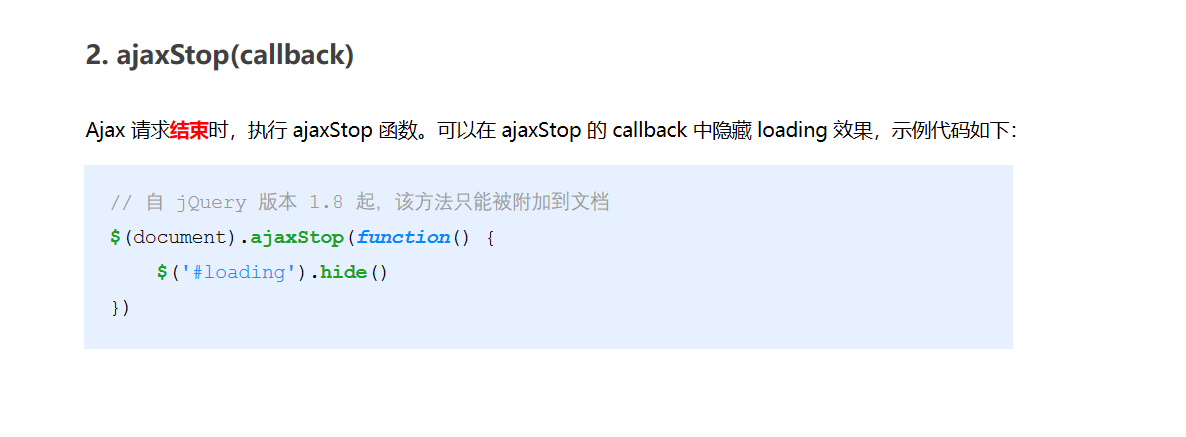 2. ajaxStop(callback)
Ajax 请求结束时，执行 ajaxStop 函数。可以在 ajaxStop 的 callback 中隐藏 loading 效果，示例代码如下：
// 自 jQuery 版本 1.8 起，该方法只能被附加到文档
$(document).ajaxStop(function() {
    $('#loading').hide()
})